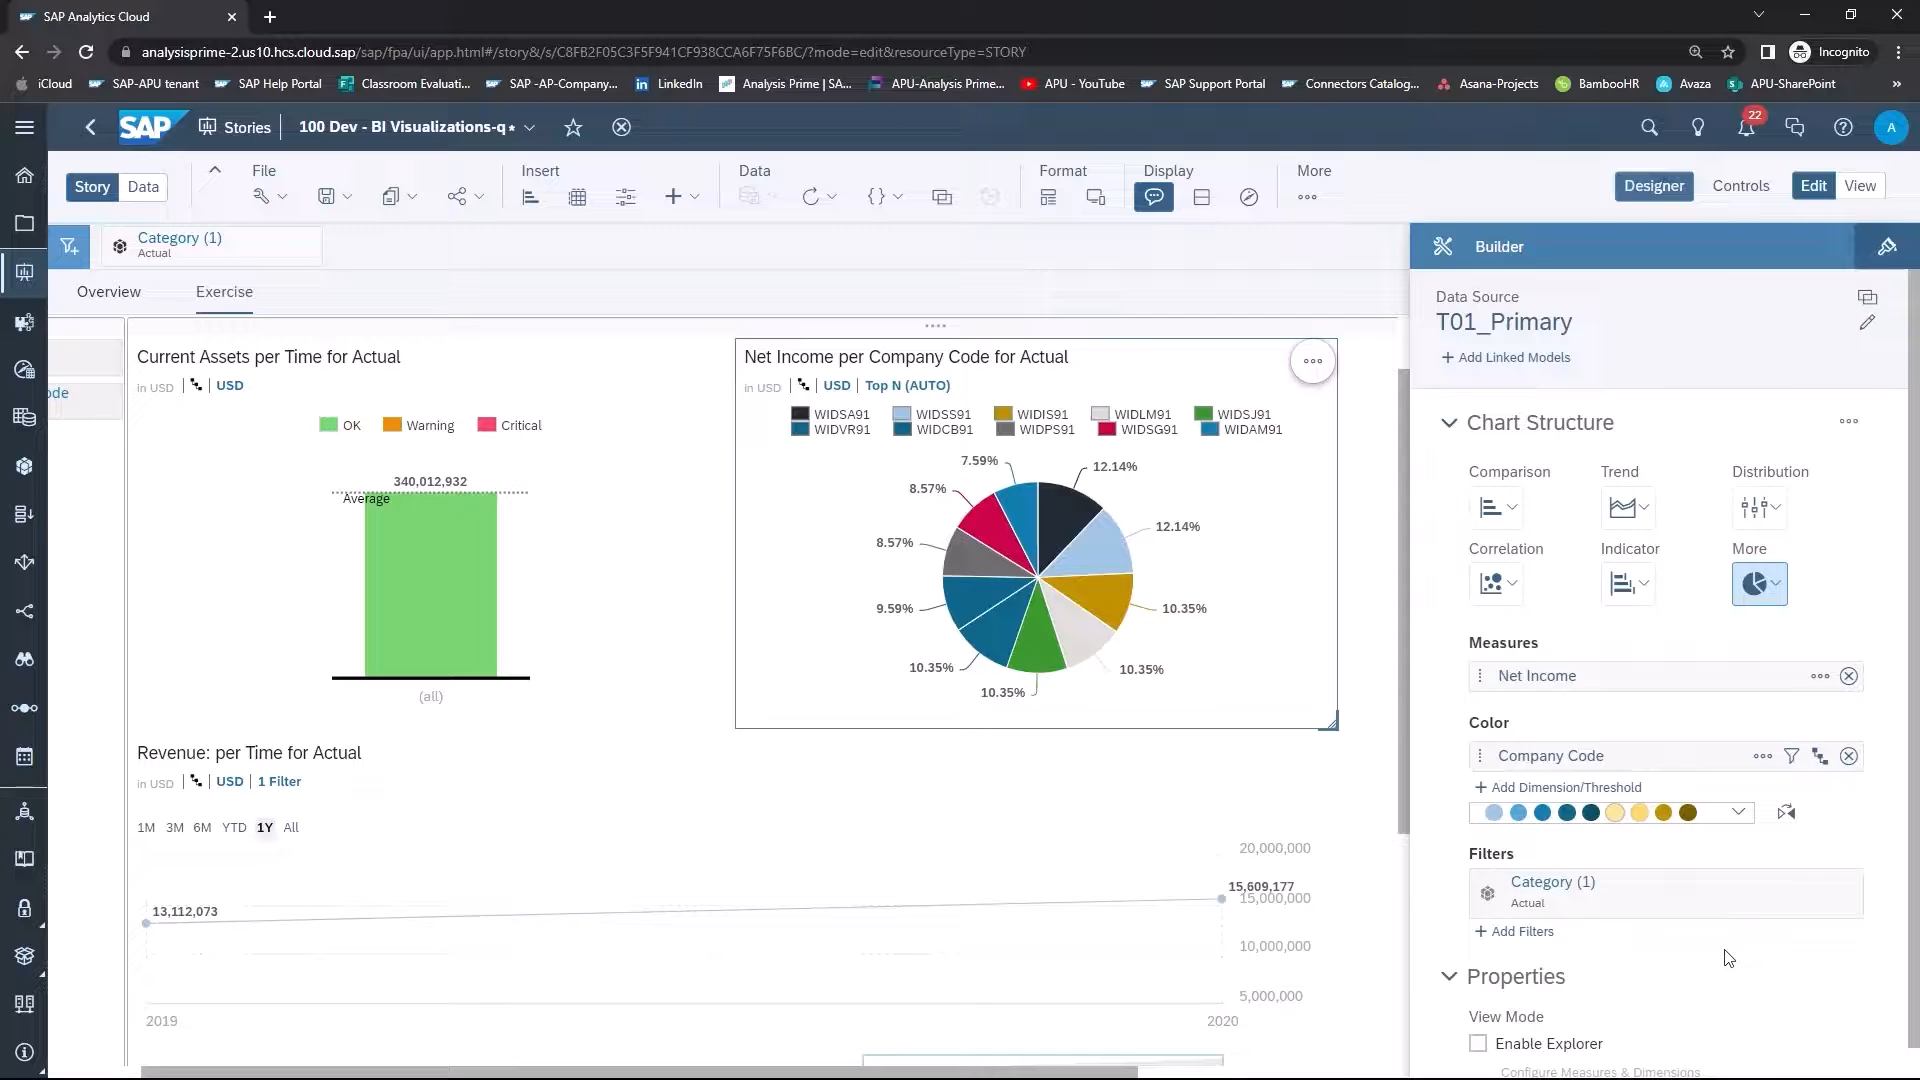 SAP Analytics Cloud
analysisprime-2.us10.hcs.cloud.sap/sap/fpa/ui/app.html#/story&/s/C8FB2F05C3F5F941CF938CCA6F75F6BC/?mode=edit&resourceType=STORY
Incognito
iCloud SAP-APU tenant SAP Help Portal Classroom Evaluati... SAP -AP-Company... LinkedIn Analysis Prime | SA... APU-Analysis Prime... APU - YouTube SAP Support Portal Connectors Catalog... Asana-Projects BambooHR Avaza APU-SharePoint
SAP Stories 100 Dev - BI Visualizations-q* 22 A
Story Data File Insert Data Format Display More Designer Controls Edit View
Category (1)
Actual
Overview Exercise
ode
Current Assets per Time for Actual
in USD USD
OK Warning Critical
340,012,932
Average
(all)
Net Income per Company Code for Actual
in USD USD Top N (AUTO)
WIDSA91 WIDSS91 WIDIS91 WIDLM91 WIDSJ91
WIDVR91 WIDCB91 WIDPS91 WIDSG91 WIDAM91
7.59% 12.14%
8.57%
12.14%
8.57%
9.59% 10.35%
10.35% 10.35%
10.35%
Revenue: per Time for Actual
in USD USD 1 Filter
1M 3M 6M YTD 1Y All
20,000,000
15,609,177
15,000,000
13,112,073
10,000,000
5,000,000
2019 2020
Builder
Data Source
T01_Primary
+ Add Linked Models
Chart Structure
Comparison Trend Distribution
Correlation Indicator More
Measures
Net Income
Color
Company Code
+ Add Dimension/Threshold
Filters
Category (1)
Actual
+ Add Filters
Properties
View Mode
Enable Explorer
Configure Measures & Dimensions